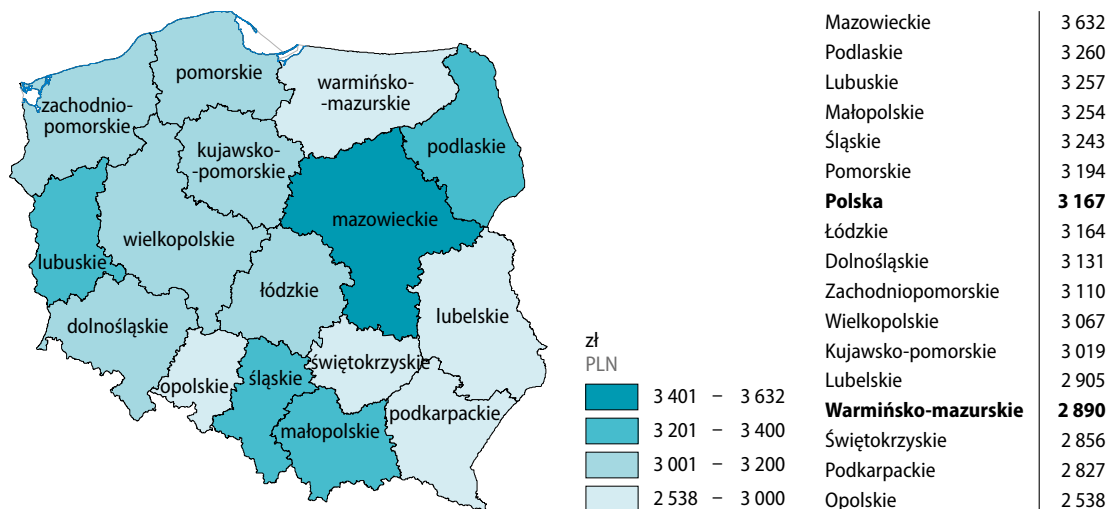 pomorskie
warmińsko-
-mazurskie
zachodnio-
pomorskie
podlaskie
kujawsko-
-pomorskie
mazowieckie
wielkopolskie
lubuskie
łódzkie
lubelskie
dolnośląskie
świętokrzyskie
śląskie
opolskie
podkarpackie
małopolskie
zł
PLN
3 401 – 3 632
3 201 – 3 400
3 001 – 3 200
2 538 – 3 000
Mazowieckie 3 632
Podlaskie 3 260
Lubuskie 3 257
Małopolskie 3 254
Śląskie 3 243
Pomorskie 3 194
Polska 3 167
Łódzkie 3 164
Dolnośląskie 3 131
Zachodniopomorskie 3 110
Wielkopolskie 3 067
Kujawsko-pomorskie 3 019
Lubelskie 2 905
Warmińsko-mazurskie 2 890
Świętokrzyskie 2 856
Podkarpackie 2 827
Opolskie 2 538